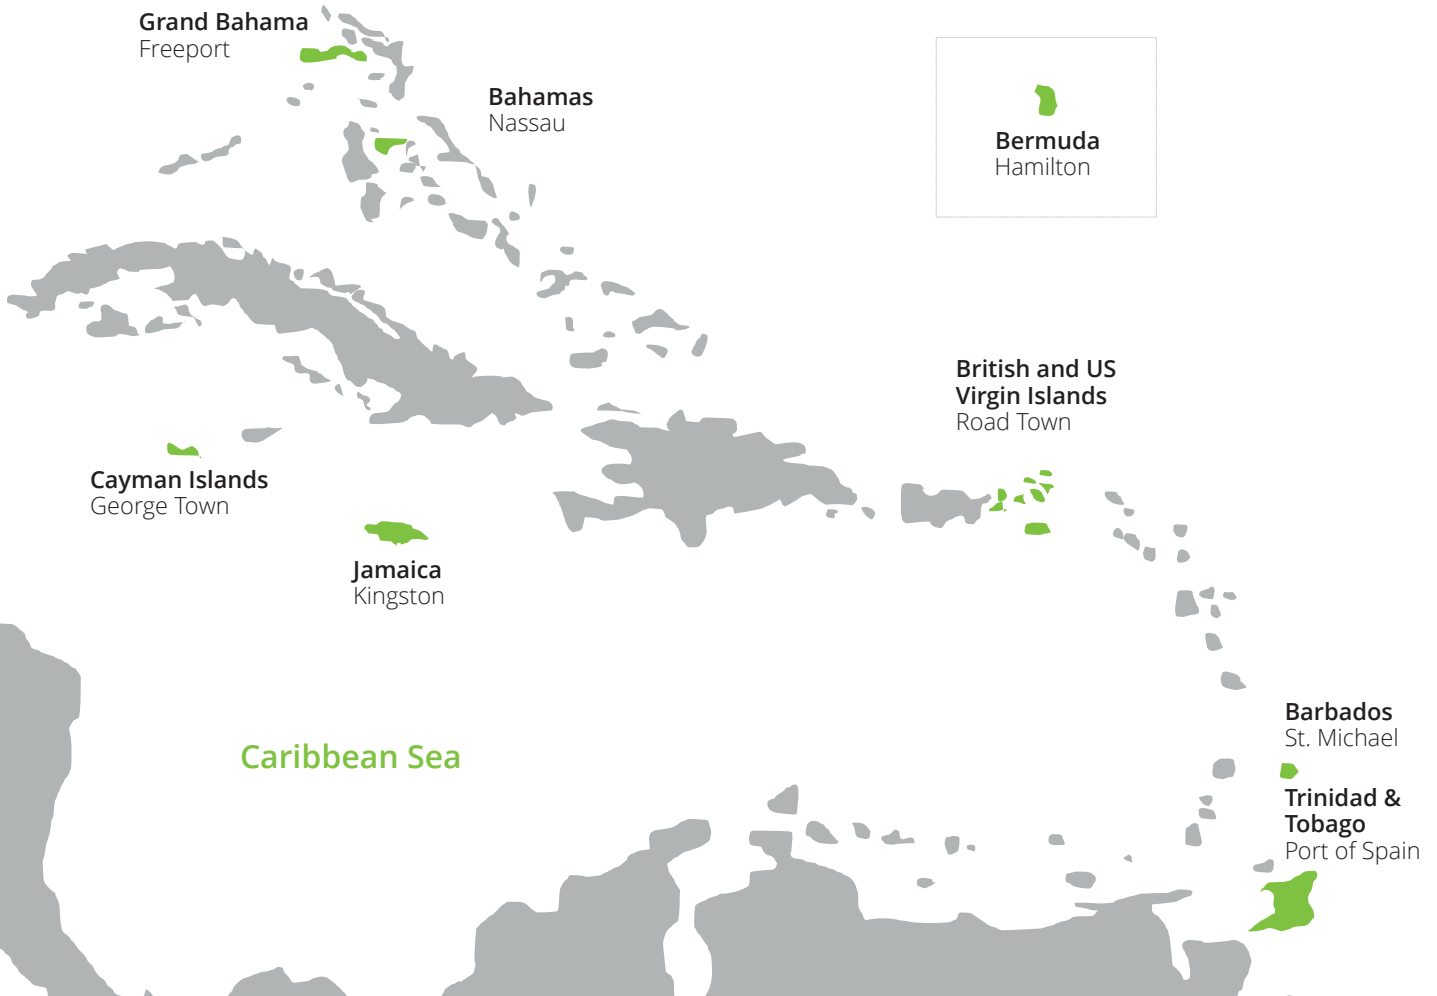 Grand Bahama
Freeport
Bahamas
Nassau
Bermuda
Hamilton
British and US
Virgin Islands
Road Town
Cayman Islands
George Town
Jamaica
Kingston
Caribbean Sea
Barbados
St. Michael
Trinidad &
Tobago
Port of Spain